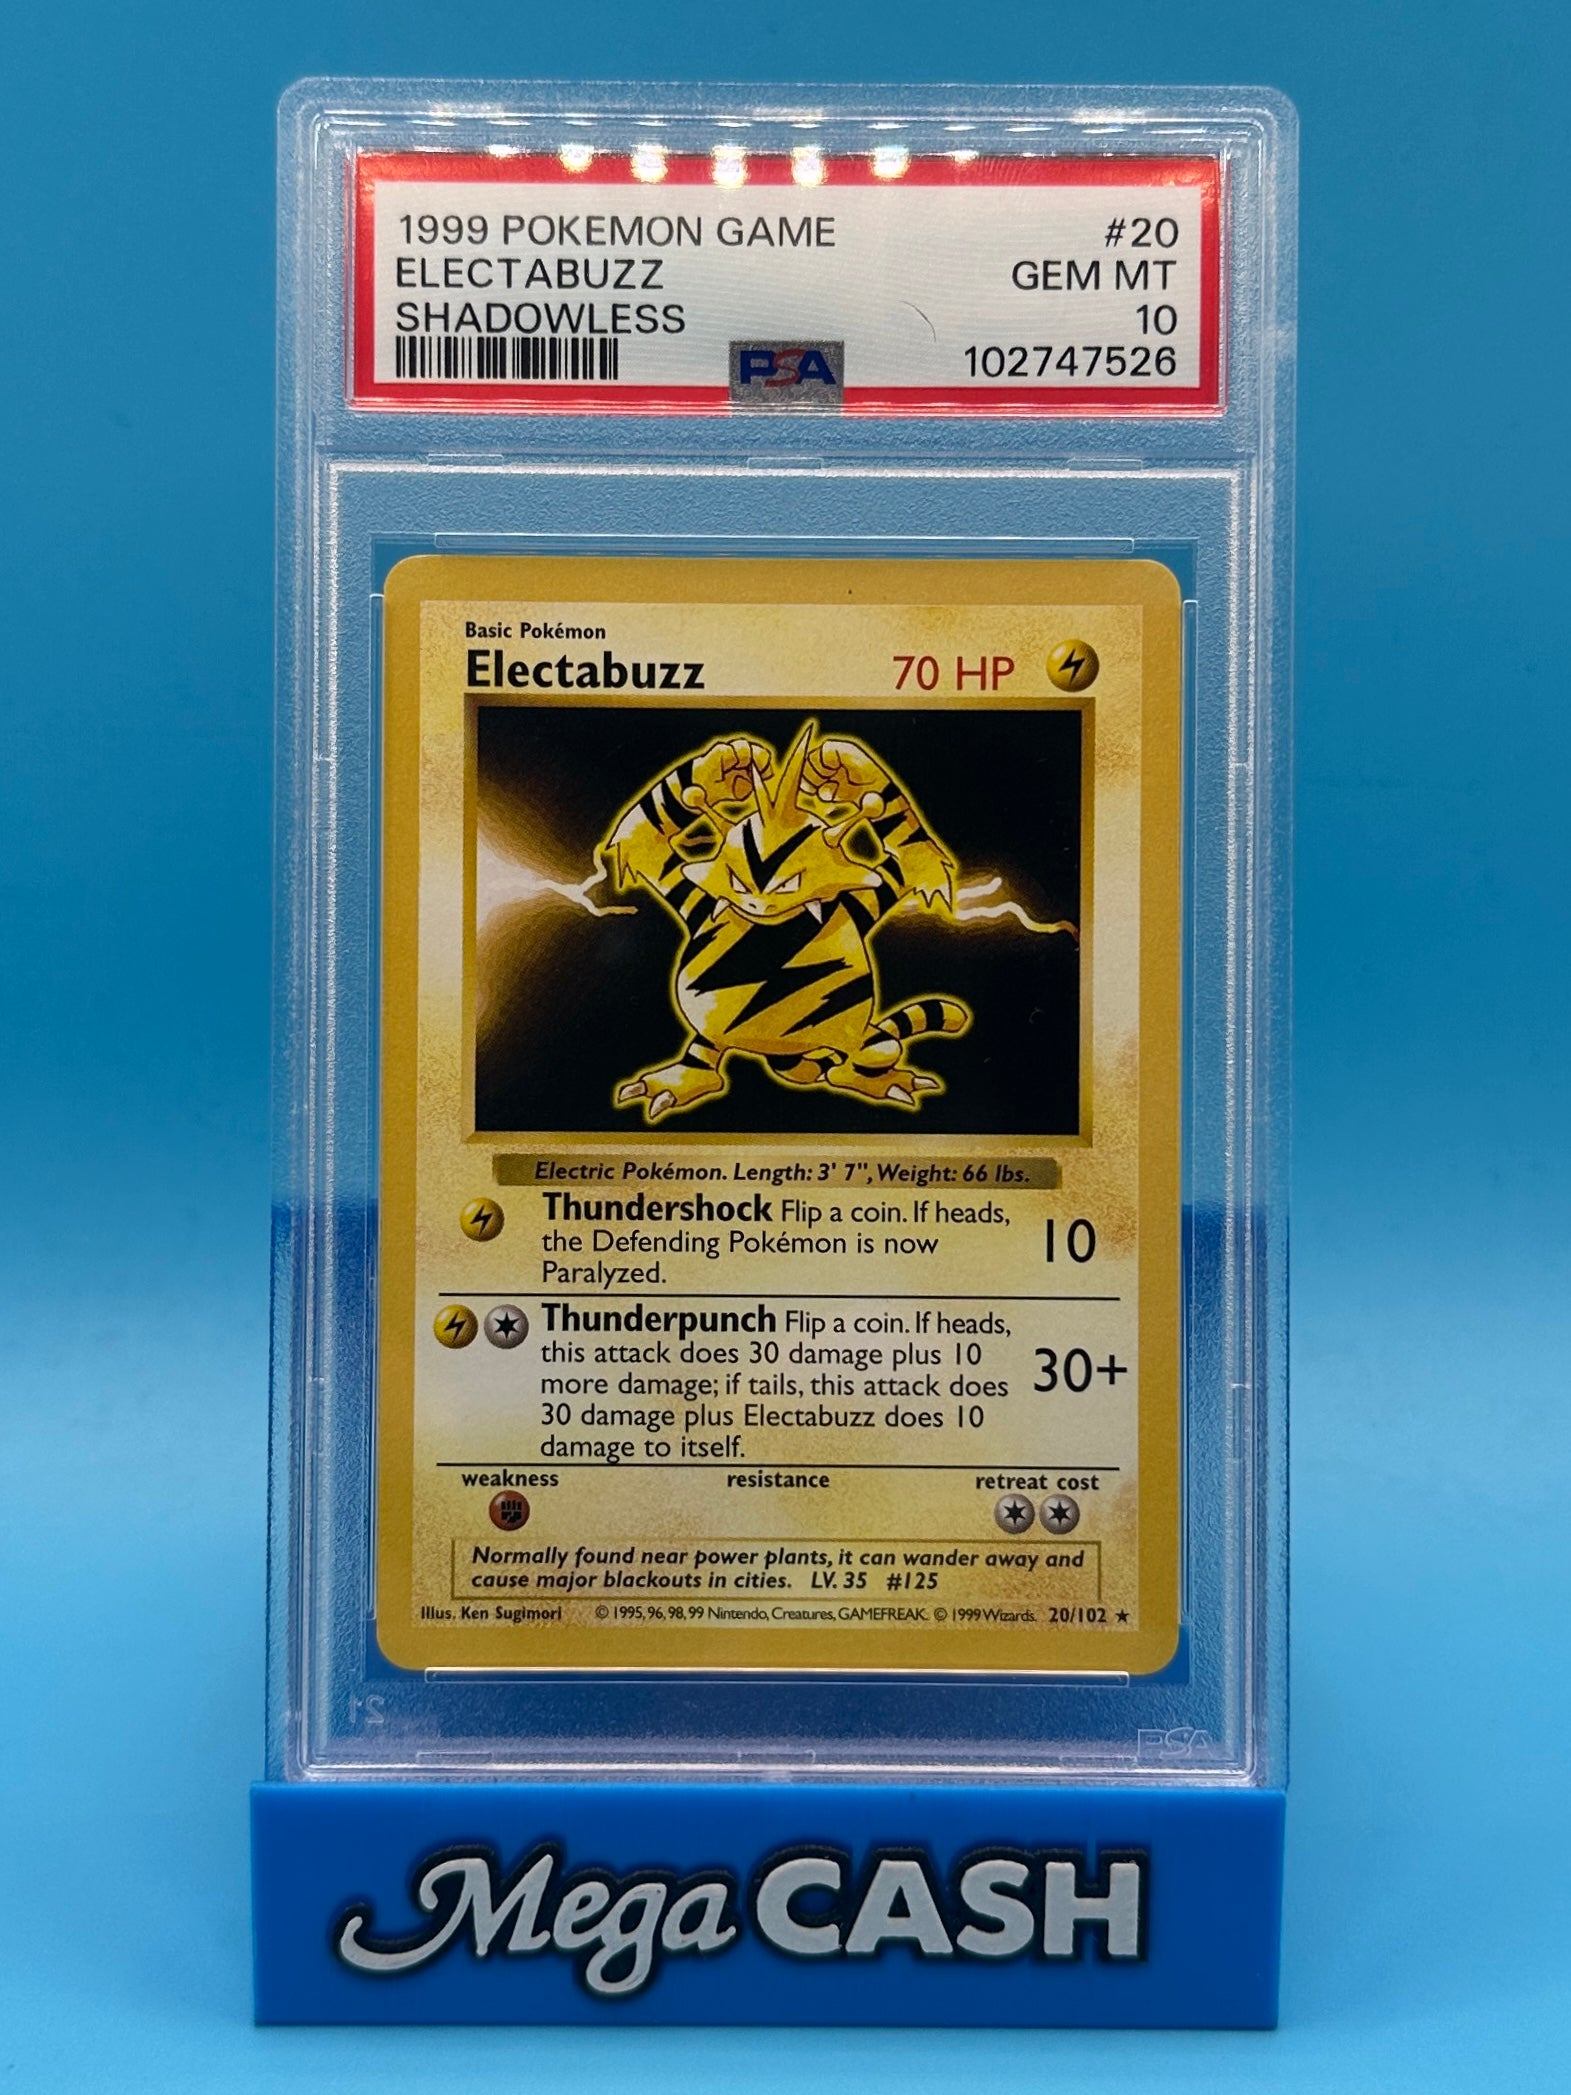 1999 POKEMON GAME #20
ELECTABUZZ GEM MT
SHADOWLESS 10
PSA 102747526
Basic Pokémon
Electabuzz 70 HP
Electric Pokémon. Length: 3' 7", Weight: 66 lbs.
Thundershock Flip a coin. If heads,
the Defending Pokémon is now 10
Paralyzed.
Thunderpunch Flip a coin. If heads,
this attack does 30 damage plus 10
more damage; if tails, this attack does 30+
30 damage plus Electabuzz does 10
damage to itself.
weakness resistance retreat cost
Normally found near power plants, it can wander away and
cause major blackouts in cities. LV. 35 #125
Illus. Ken Sugimori © 1995, 96, 98, 99 Nintendo, Creatures, GAMEFREAK. © 1999 Wizards. 20/102 ★
21 PSA
Mega CASH